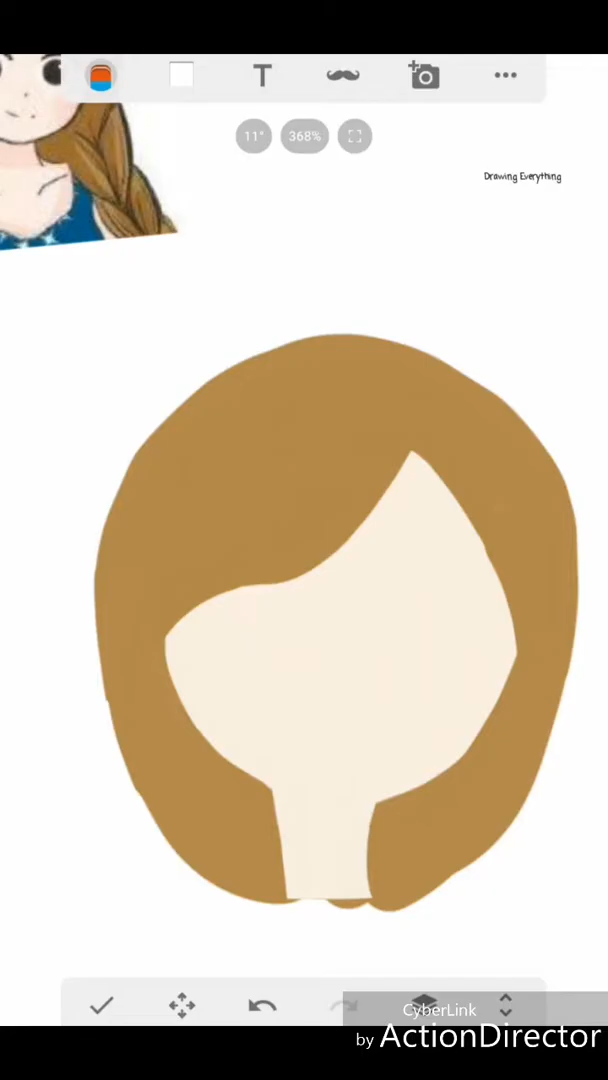 T
11°
368%
Drawing Everything
CyberLink
by ActionDirector